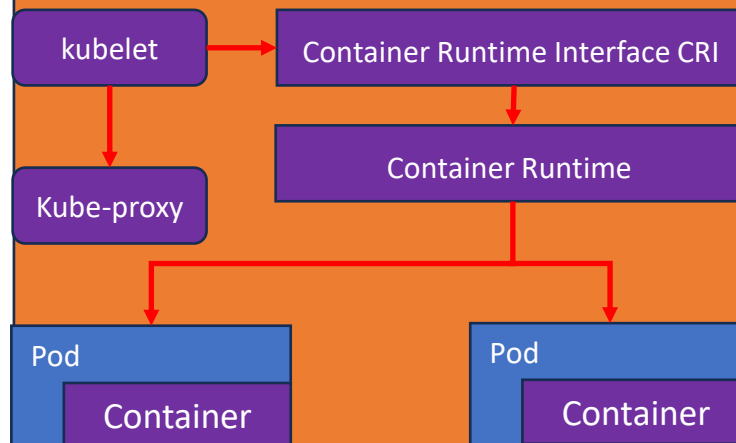 kubelet
Container Runtime Interface CRI
Container Runtime
Kube-proxy
Pod
Pod
Container
Container